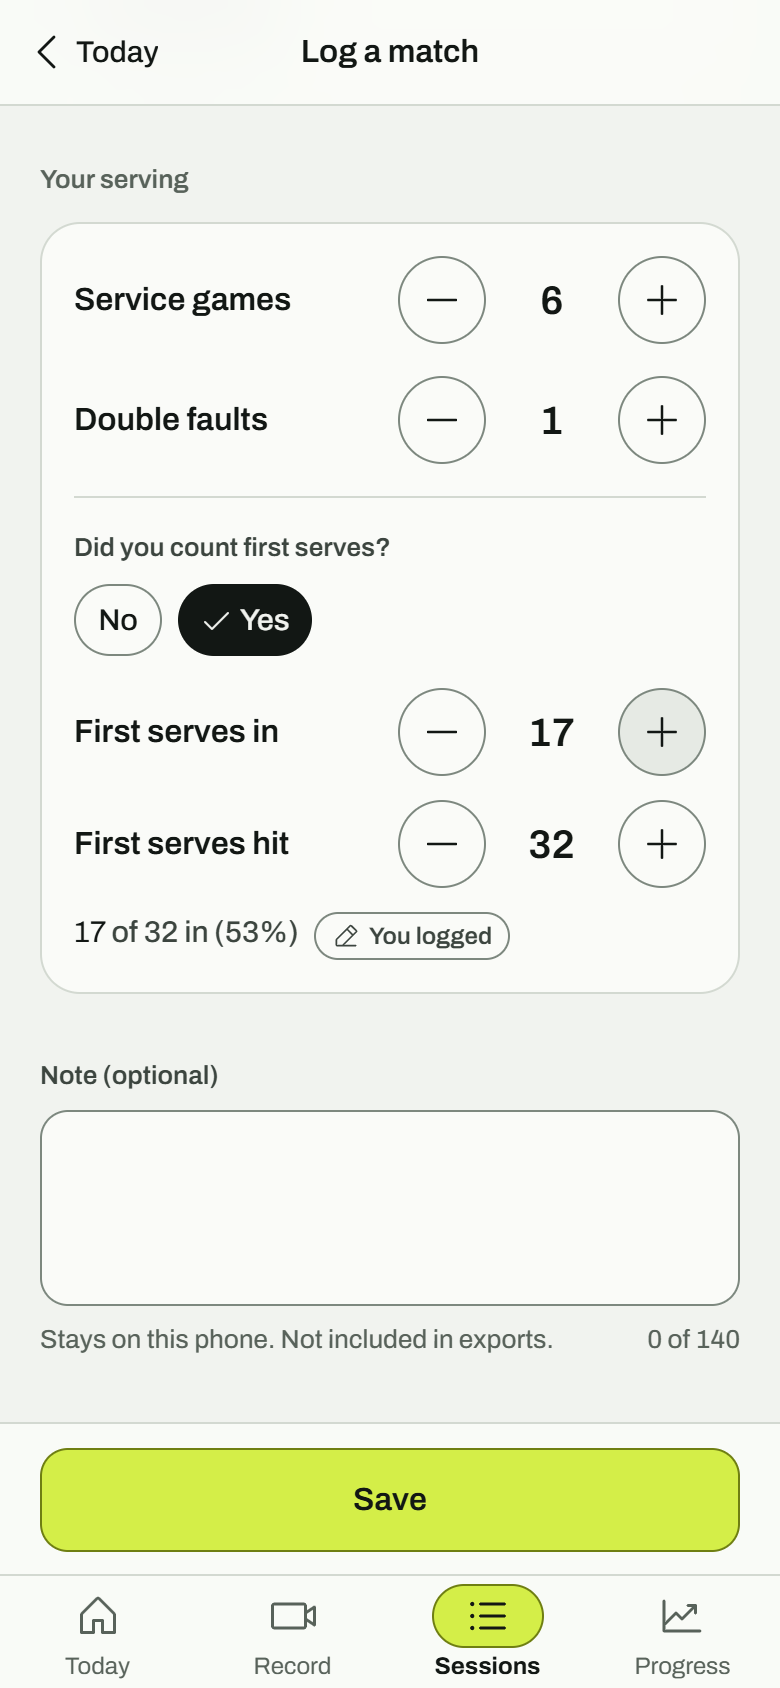 Today
Log a match
Your serving
Service games 6
Double faults 1
Did you count first serves?
No Yes
First serves in 17
First serves hit 32
17 of 32 in (53%) You logged
Note (optional)
Stays on this phone. Not included in exports. 0 of 140
Save
Today Record Sessions Progress